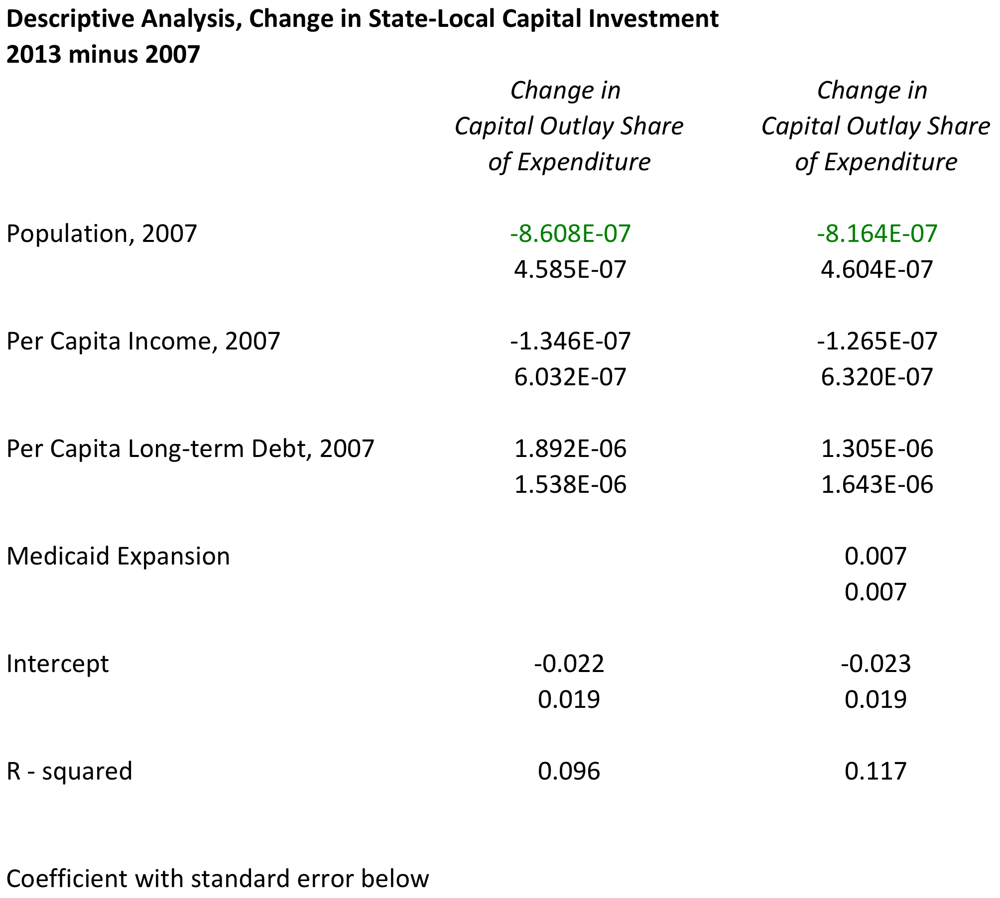 Descriptive Analysis, Change in State-Local Capital Investment
2013 minus 2007
Change in Change in
Capital Outlay Share Capital Outlay Share
of Expenditure of Expenditure
Population, 2007 -8.608E-07 -8.164E-07
4.585E-07 4.604E-07
Per Capita Income, 2007 -1.346E-07 -1.265E-07
6.032E-07 6.320E-07
Per Capita Long-term Debt, 2007 1.892E-06 1.305E-06
1.538E-06 1.643E-06
Medicaid Expansion 0.007
0.007
Intercept -0.022 -0.023
0.019 0.019
R - squared 0.096 0.117
Coefficient with standard error below